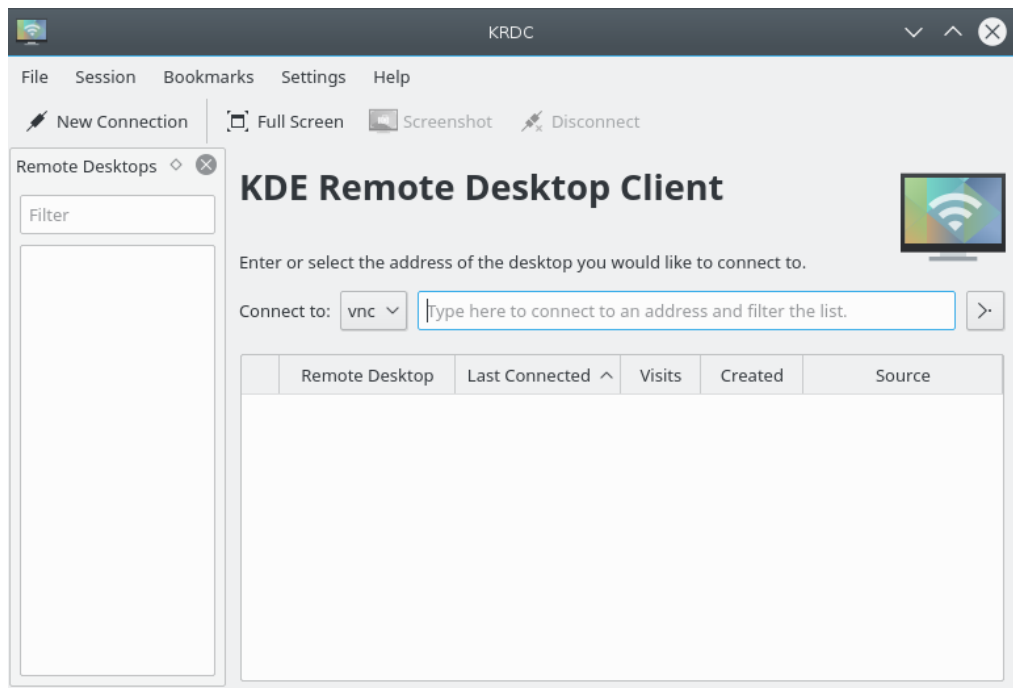 KRDC
File Session Bookmarks Settings Help
New Connection Full Screen Screenshot Disconnect
Remote Desktops
Filter
KDE Remote Desktop Client
Enter or select the address of the desktop you would like to connect to.
Connect to: vnc Type here to connect to an address and filter the list.
Remote Desktop Last Connected Visits Created Source